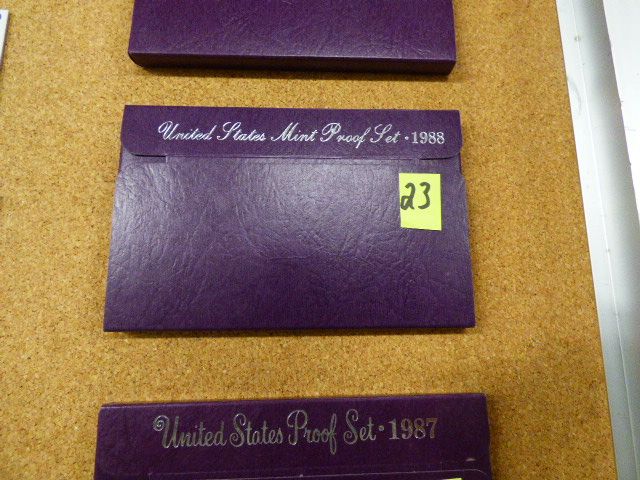 United States Mint Proof Set · 1988
23
United States Proof Set · 1987